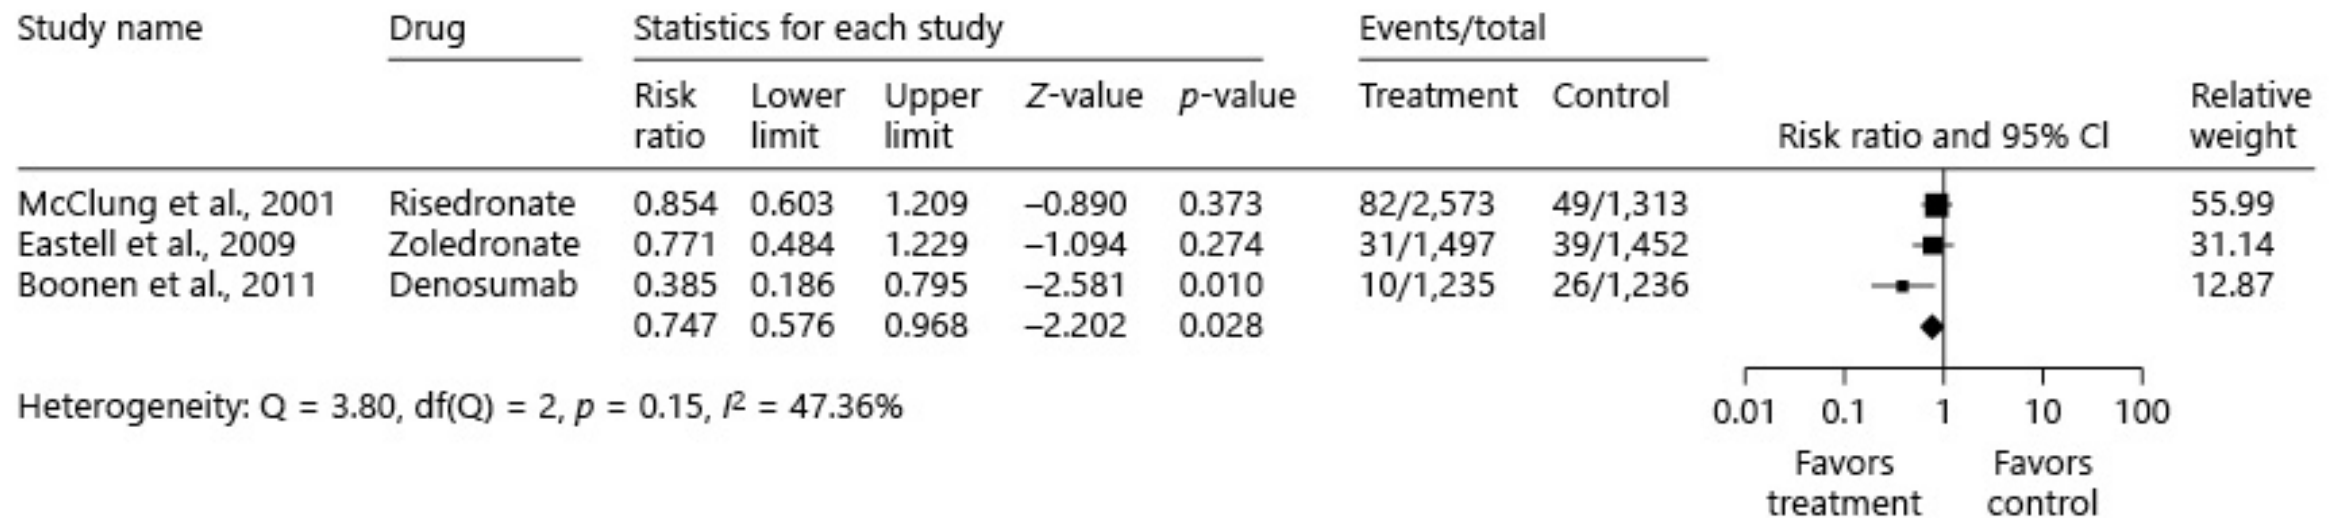 Study name Drug Statistics for each study Events/total
Risk ratio Lower limit Upper limit Z-value p-value Treatment Control Risk ratio and 95% CI Relative weight
McClung et al., 2001 Risedronate 0.854 0.603 1.209 –0.890 0.373 82/2,573 49/1,313 55.99
Eastell et al., 2009 Zoledronate 0.771 0.484 1.229 –1.094 0.274 31/1,497 39/1,452 31.14
Boonen et al., 2011 Denosumab 0.385 0.186 0.795 –2.581 0.010 10/1,235 26/1,236 12.87
0.747 0.576 0.968 –2.202 0.028
Heterogeneity: Q = 3.80, df(Q) = 2, p = 0.15, I² = 47.36%
0.01 0.1 1 10 100
Favors treatment Favors control